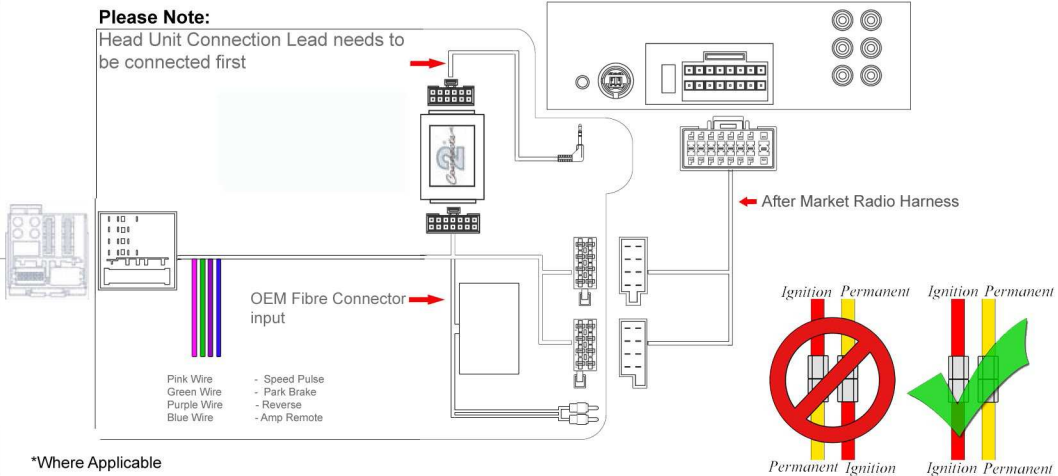 Please Note:
Head Unit Connection Lead needs to
be connected first
Connects
2
After Market Radio Harness
OEM Fibre Connector
input
Pink Wire - Speed Pulse
Green Wire - Park Brake
Purple Wire - Reverse
Blue Wire - Amp Remote
*Where Applicable
Ignition Permanent
Permanent Ignition
Ignition Permanent
Ignition Permanent